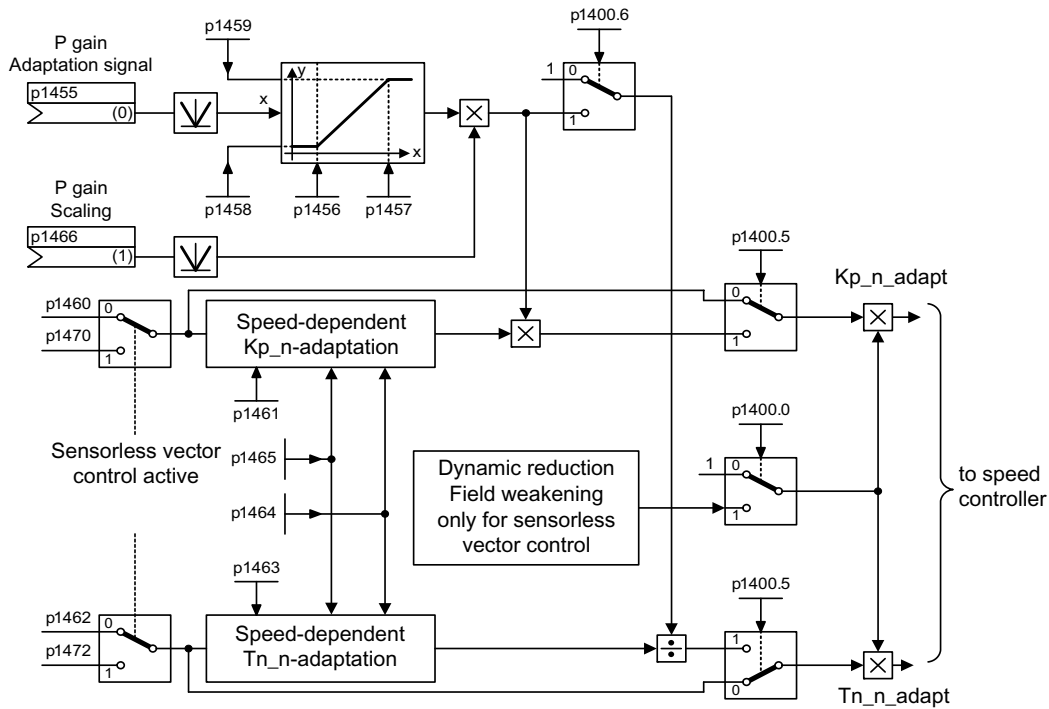 p1459
p1400.6
P gain
Adaptation signal
p1455
(0)
x
y
x
1
0
1
×
p1458
p1456
p1457
P gain
Scaling
p1466
(1)
p1400.5
Kp_n_adapt
p1460
0
p1470
1
Speed-dependent
Kp_n-adaptation
×
0
1
×
p1461
Sensorless vector
control active
p1465
p1464
Dynamic reduction
Field weakening
only for sensorless
vector control
p1400.0
1
0
1
to speed
controller
p1463
p1400.5
p1462
0
p1472
1
Speed-dependent
Tn_n-adaptation
÷
1
0
×
Tn_n_adapt